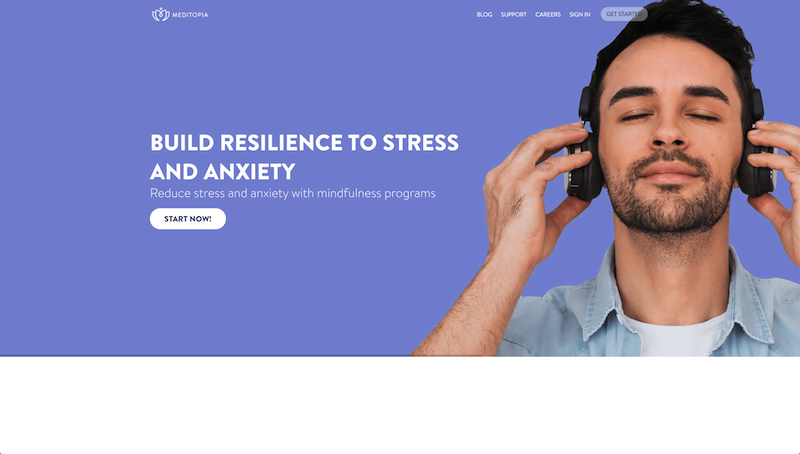 MEDITOPIA
BLOG
SUPPORT
CAREERS
SIGN IN
GET STARTED
BUILD RESILIENCE TO STRESS
AND ANXIETY
Reduce stress and anxiety with mindfulness programs
START NOW!